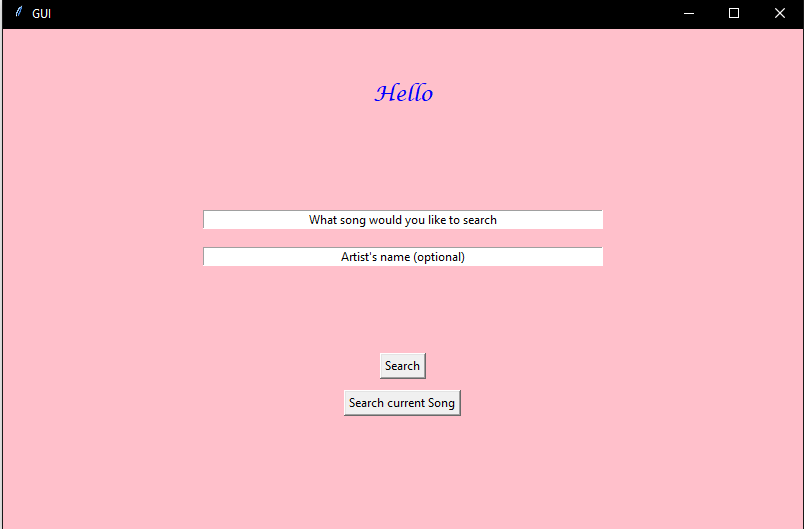 GUI
Hello
What song would you like to search
Artist's name (optional)
Search
Search current Song